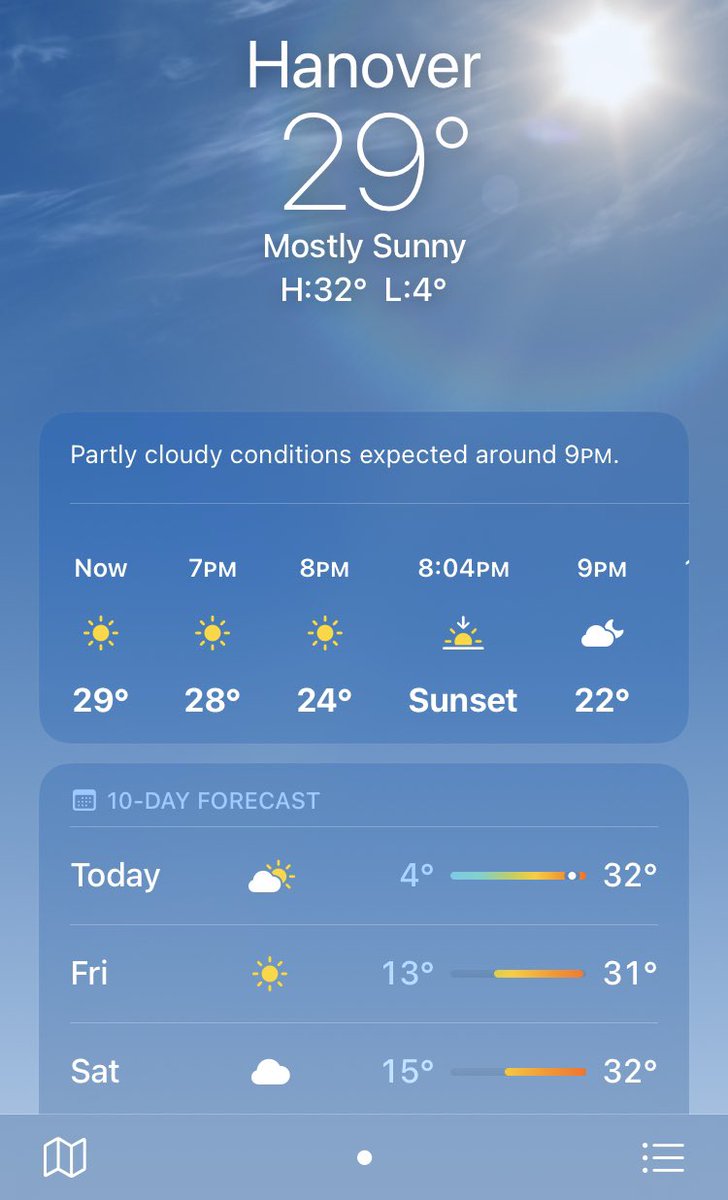 Hanover
29°
Mostly Sunny
H:32° L:4°
Partly cloudy conditions expected around 9PM.
Now 7PM 8PM 8:04PM 9PM
29° 28° 24° Sunset 22°
10-DAY FORECAST
Today 4° 32°
Fri 13° 31°
Sat 15° 32°